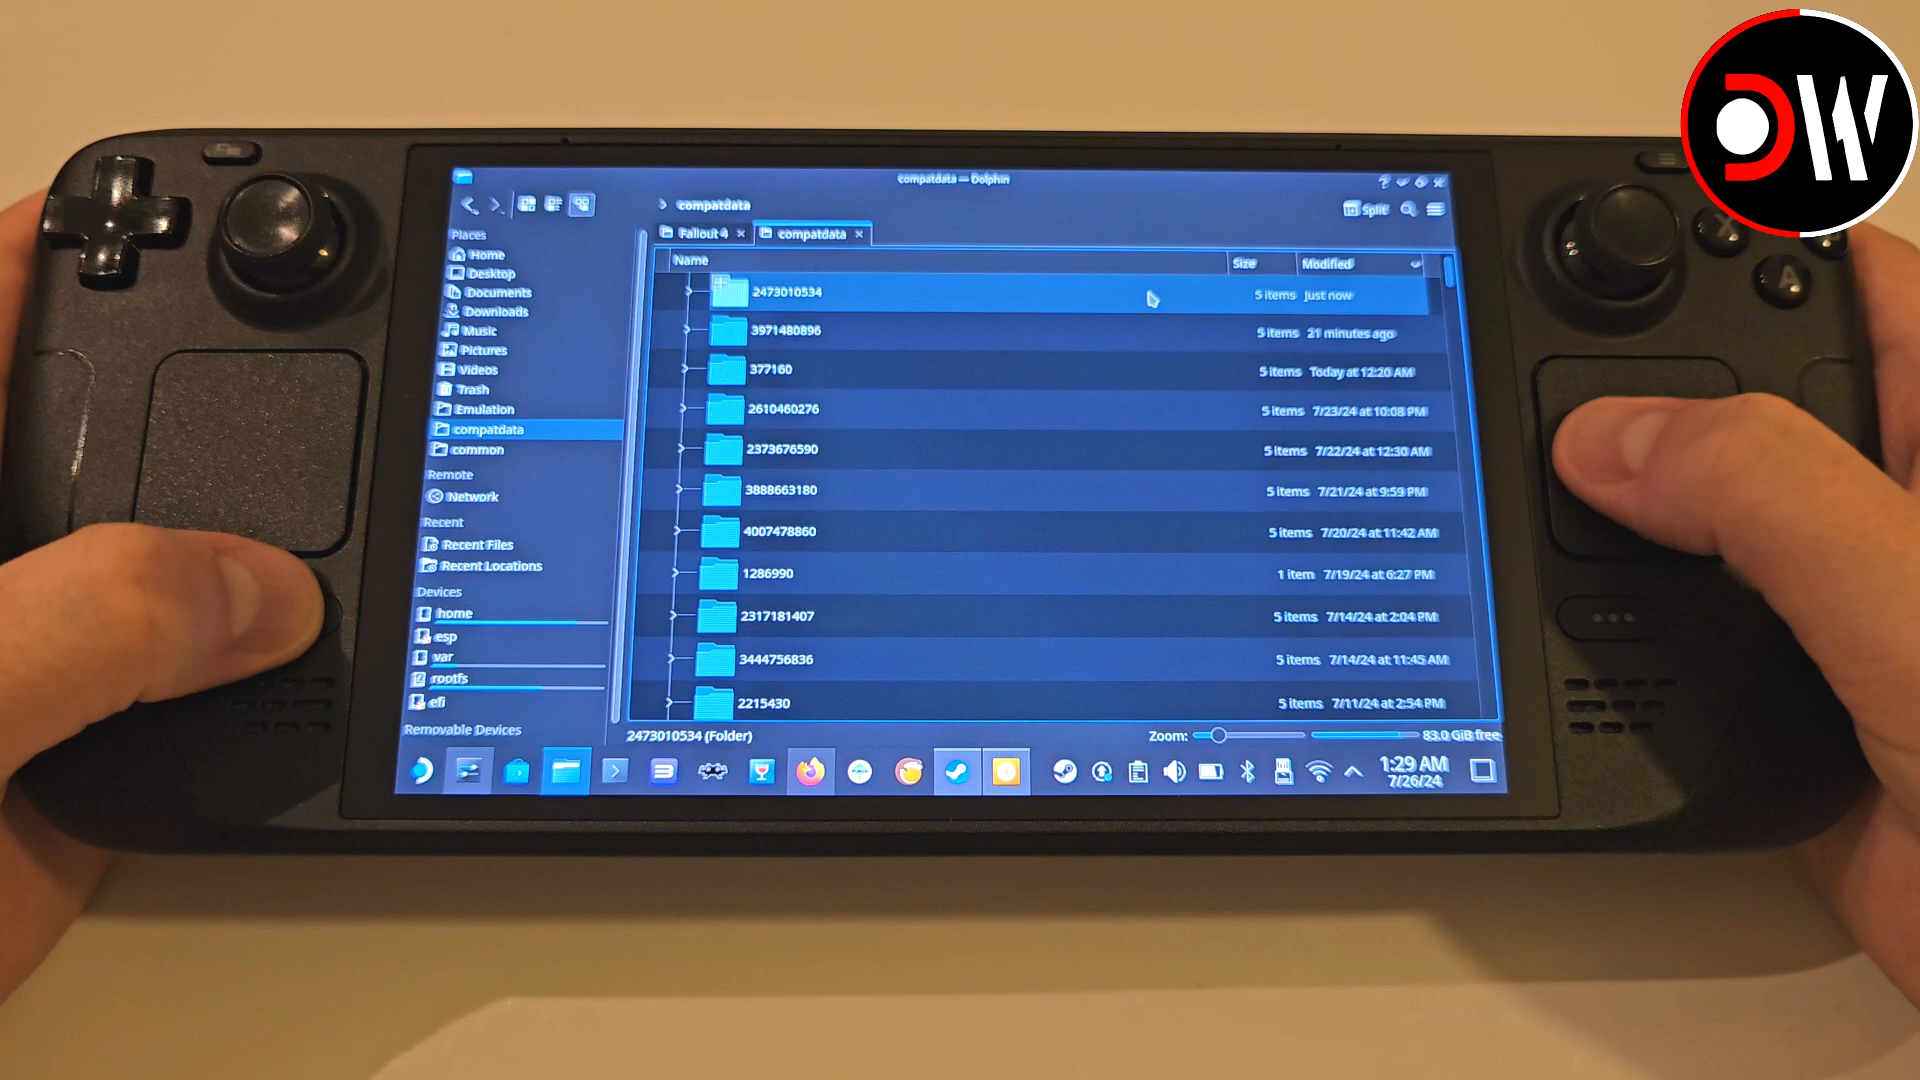 DW
compatdata — Dolphin
compatdata
Split
Places
Home
Desktop
Documents
Downloads
Music
Pictures
Videos
Trash
Emulation
compatdata
common
Remote
Network
Recent
Recent Files
Recent Locations
Devices
home
esp
var
rootfs
efi
Removable Devices
Fallout 4
compatdata
Name Size Modified
2473010534 5 items Just now
3971480896 5 items 21 minutes ago
377160 5 items Today at 12:20 AM
2610460276 5 items 7/23/24 at 10:08 PM
2373676590 5 items 7/22/24 at 12:30 AM
3888663180 5 items 7/21/24 at 9:59 PM
4007478860 5 items 7/20/24 at 11:42 AM
1286990 1 item 7/19/24 at 6:27 PM
2317181407 5 items 7/14/24 at 2:04 PM
3444756836 5 items 7/14/24 at 11:45 AM
2215430 5 items 7/11/24 at 2:54 PM
2473010534 (Folder) Zoom: 83.0 GiB free
1:29 AM
7/26/24
X
A